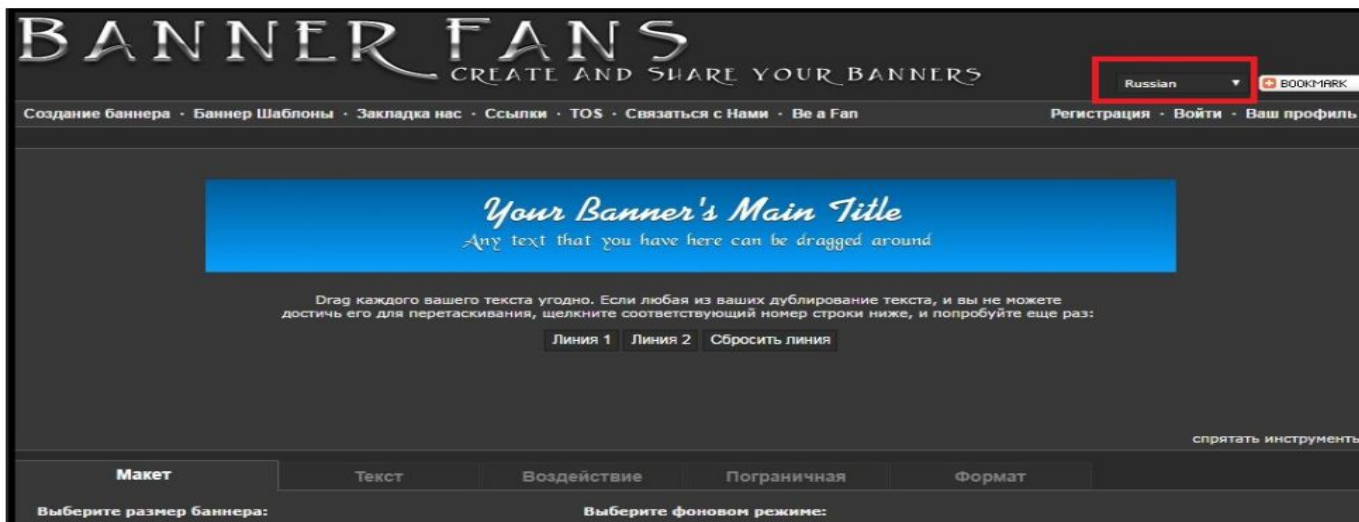 BANNER FANS
CREATE AND SHARE YOUR BANNERS
Russian
BOOKMARK
Создание баннера · Баннер Шаблоны · Закладка нас · Ссылки · TOS · Связаться с Нами · Be a Fan
Регистрация · Войти · Ваш профиль
Your Banner's Main Title
Any text that you have here can be dragged around
Drag каждого вашего текста угодно. Если любая из ваших дублирование текста, и вы не можете
достичь его для перетаскивания, щелкните соответствующий номер строки ниже, и попробуйте еще раз:
Линия 1 Линия 2 Сбросить линия
спрятать инструменты
Макет Текст Воздействие Пограничная Формат
Выберите размер баннера: Выберите фоновом режиме: